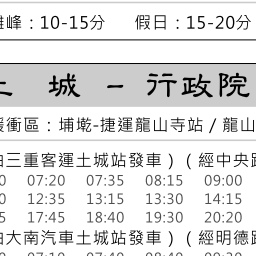 離峰：10-15分 假日：15-20分
土 城 - 行政院
緩衝區：埔墘-捷運龍山寺站 / 龍山
由三重客運土城站發車）（經中央路
0 07:20 07:35 08:15 09:00
0 12:35 13:15 13:30 14:15
5 17:45 18:40 19:30 20:20
由大南汽車土城站發車）（經明德路